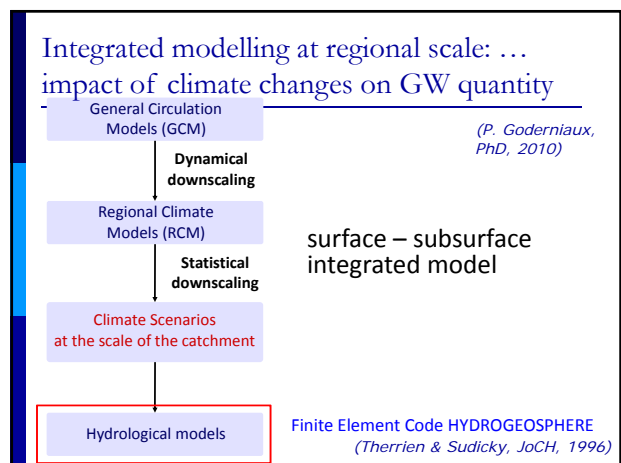 Integrated modelling at regional scale: …
impact of climate changes on GW quantity
General Circulation
Models (GCM)
(P. Goderniaux,
PhD, 2010)
Dynamical
downscaling
Regional Climate
Models (RCM)
surface – subsurface
integrated model
Statistical
downscaling
Climate Scenarios
at the scale of the catchment
Hydrological models
Finite Element Code HYDROGEOSPHERE
(Therrien & Sudicky, JoCH, 1996)